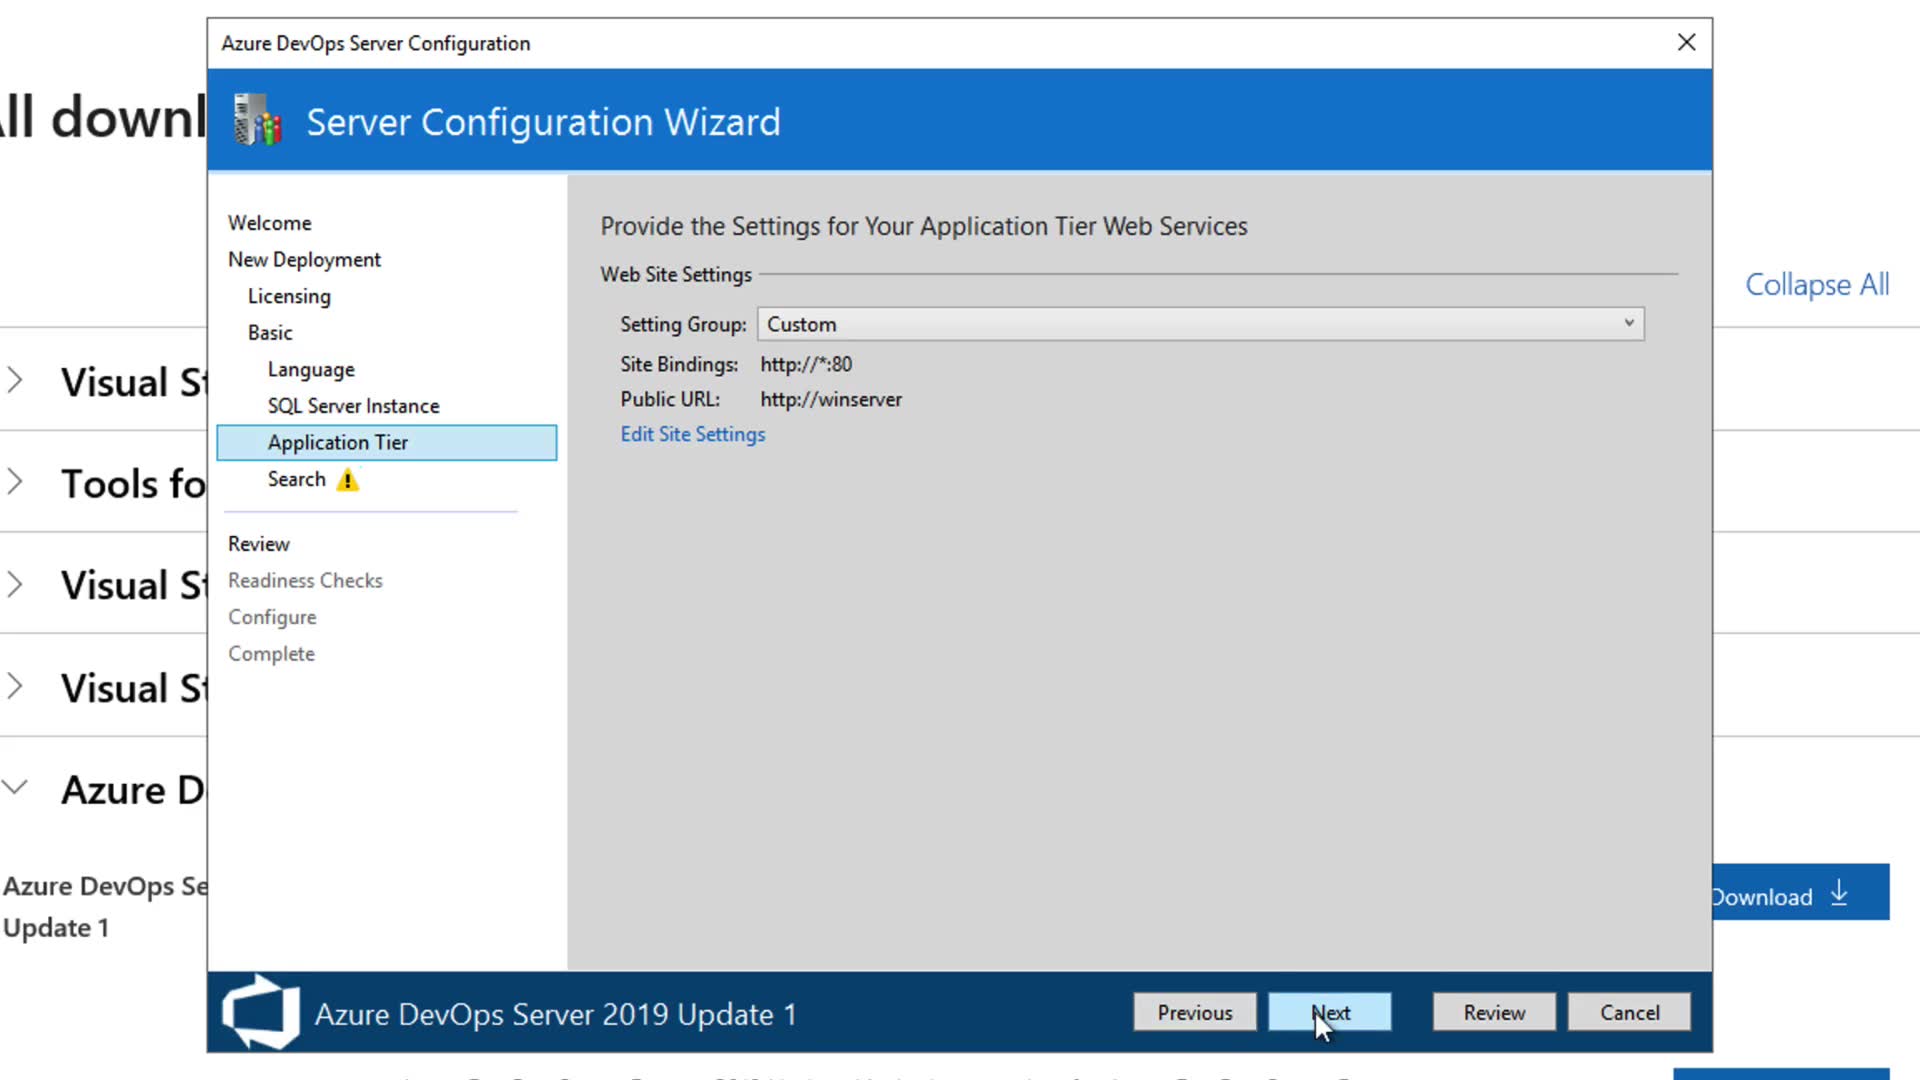 Azure DevOps Server Configuration
Server Configuration Wizard
Welcome
New Deployment
Licensing
Basic
Language
SQL Server Instance
Application Tier
Search
Review
Readiness Checks
Configure
Complete
Provide the Settings for Your Application Tier Web Services
Web Site Settings
Setting Group: Custom
Site Bindings: http://*:80
Public URL: http://winserver
Edit Site Settings
Azure DevOps Server 2019 Update 1
Previous
Next
Review
Cancel
All downl
Collapse All
Visual St
Tools fo
Visual St
Visual St
Azure D
Azure DevOps Se
Update 1
Download